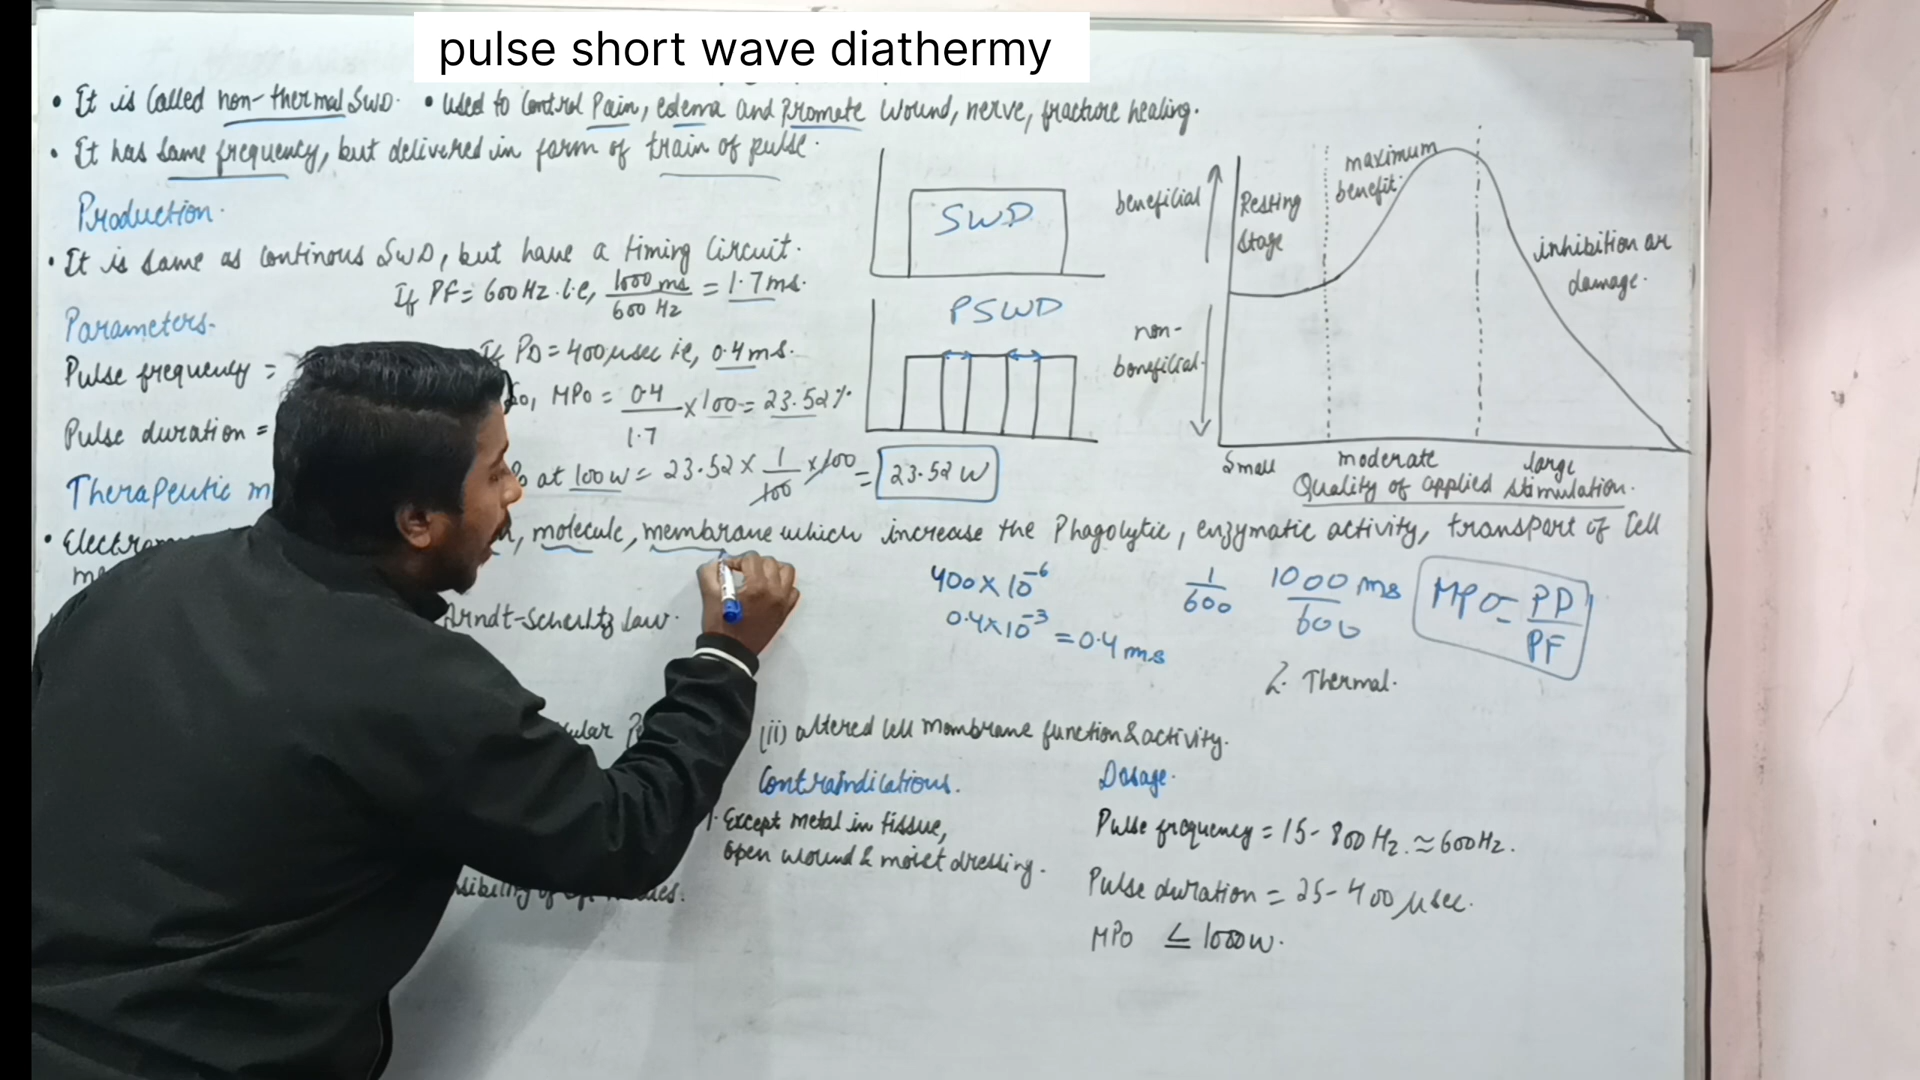 pulse short wave diathermy
• It is Called non-thermal SWD. • used to Control Pain, edema and Promote Wound, nerve, fracture healing.
• It has Same frequency, but delivered in form of train of pulse.
Production.
• It is Same as Continous SWD, but have a timing Circuit.
If PF = 600 Hz. i.e, 1000 ms / 600 Hz = 1.7 ms.
Parameters.
Pulse frequency =
If PD = 400 µsec ie, 0.4 ms.
So, MPO = 0.4 / 1.7 × 100 = 23.52 %
Pulse duration =
at 100 W = 23.52 × 1 / 100 × 100 = 23.52 W
Therapeutic
SWD
PSWD
benefilial
non-
bonefilial.
Resting
Stage
maximum
benefit.
inhibition or
damage.
Small moderate large
Quality of applied Stimulation.
• molecule, membrane which increase the Phagolytic, enzymatic activity, transport of Cell
Arndt-Schultz law.
400 × 10⁻⁶
0.4 × 10⁻³ = 0.4 ms
1 / 600
1000 ms / 600
MPO = PD / PF
2. Thermal.
(ii) altered Cell Membrane function & activity.
Contraindications.
1. Except metal in tissue,
open wound & moist dressing.
Dosage.
Pulse frequency = 15 - 800 Hz. ≈ 600 Hz.
Pulse duration = 25 - 400 µsec.
MPO ≤ 1000 W.